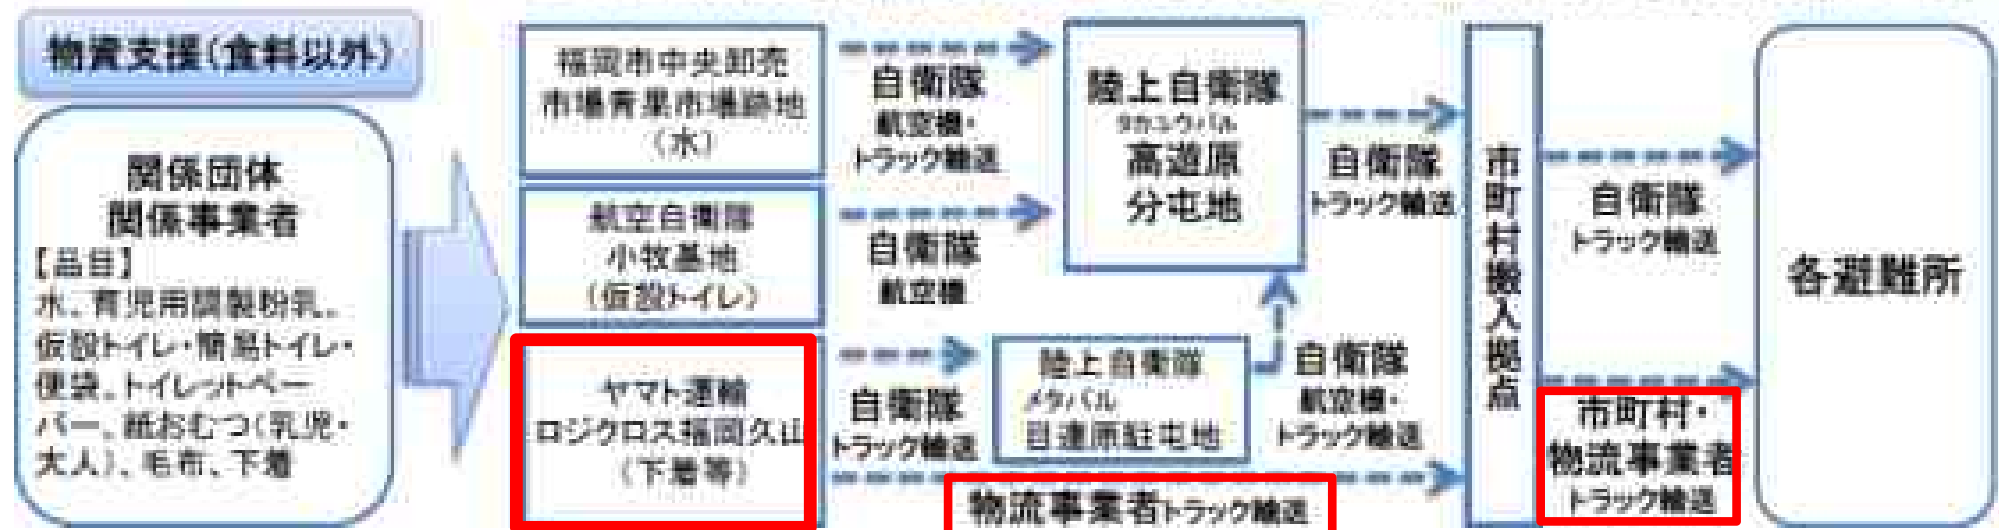 物資支援(食料以外)
関係団体
関係事業者
【品目】
水、育児用調製粉乳、
仮設トイレ・簡易トイレ・
便袋、トイレットペー
パー、紙おむつ(乳児・
大人)、毛布、下着
福岡市中央卸売
市場青果市場跡地
(水)
航空自衛隊
小牧基地
(仮設トイレ)
ヤマト運輸
ロジクロス福岡久山
(下着等)
自衛隊
航空機・
トラック輸送
自衛隊
航空機
自衛隊
トラック輸送
陸上自衛隊
メタバル
目達原駐屯地
物流事業者トラック輸送
陸上自衛隊
タカユウバル
高遊原
分屯地
自衛隊
航空機・
トラック輸送
自衛隊
トラック輸送
市町村搬入拠点
自衛隊
トラック輸送
市町村・
物流事業者
トラック輸送
各避難所